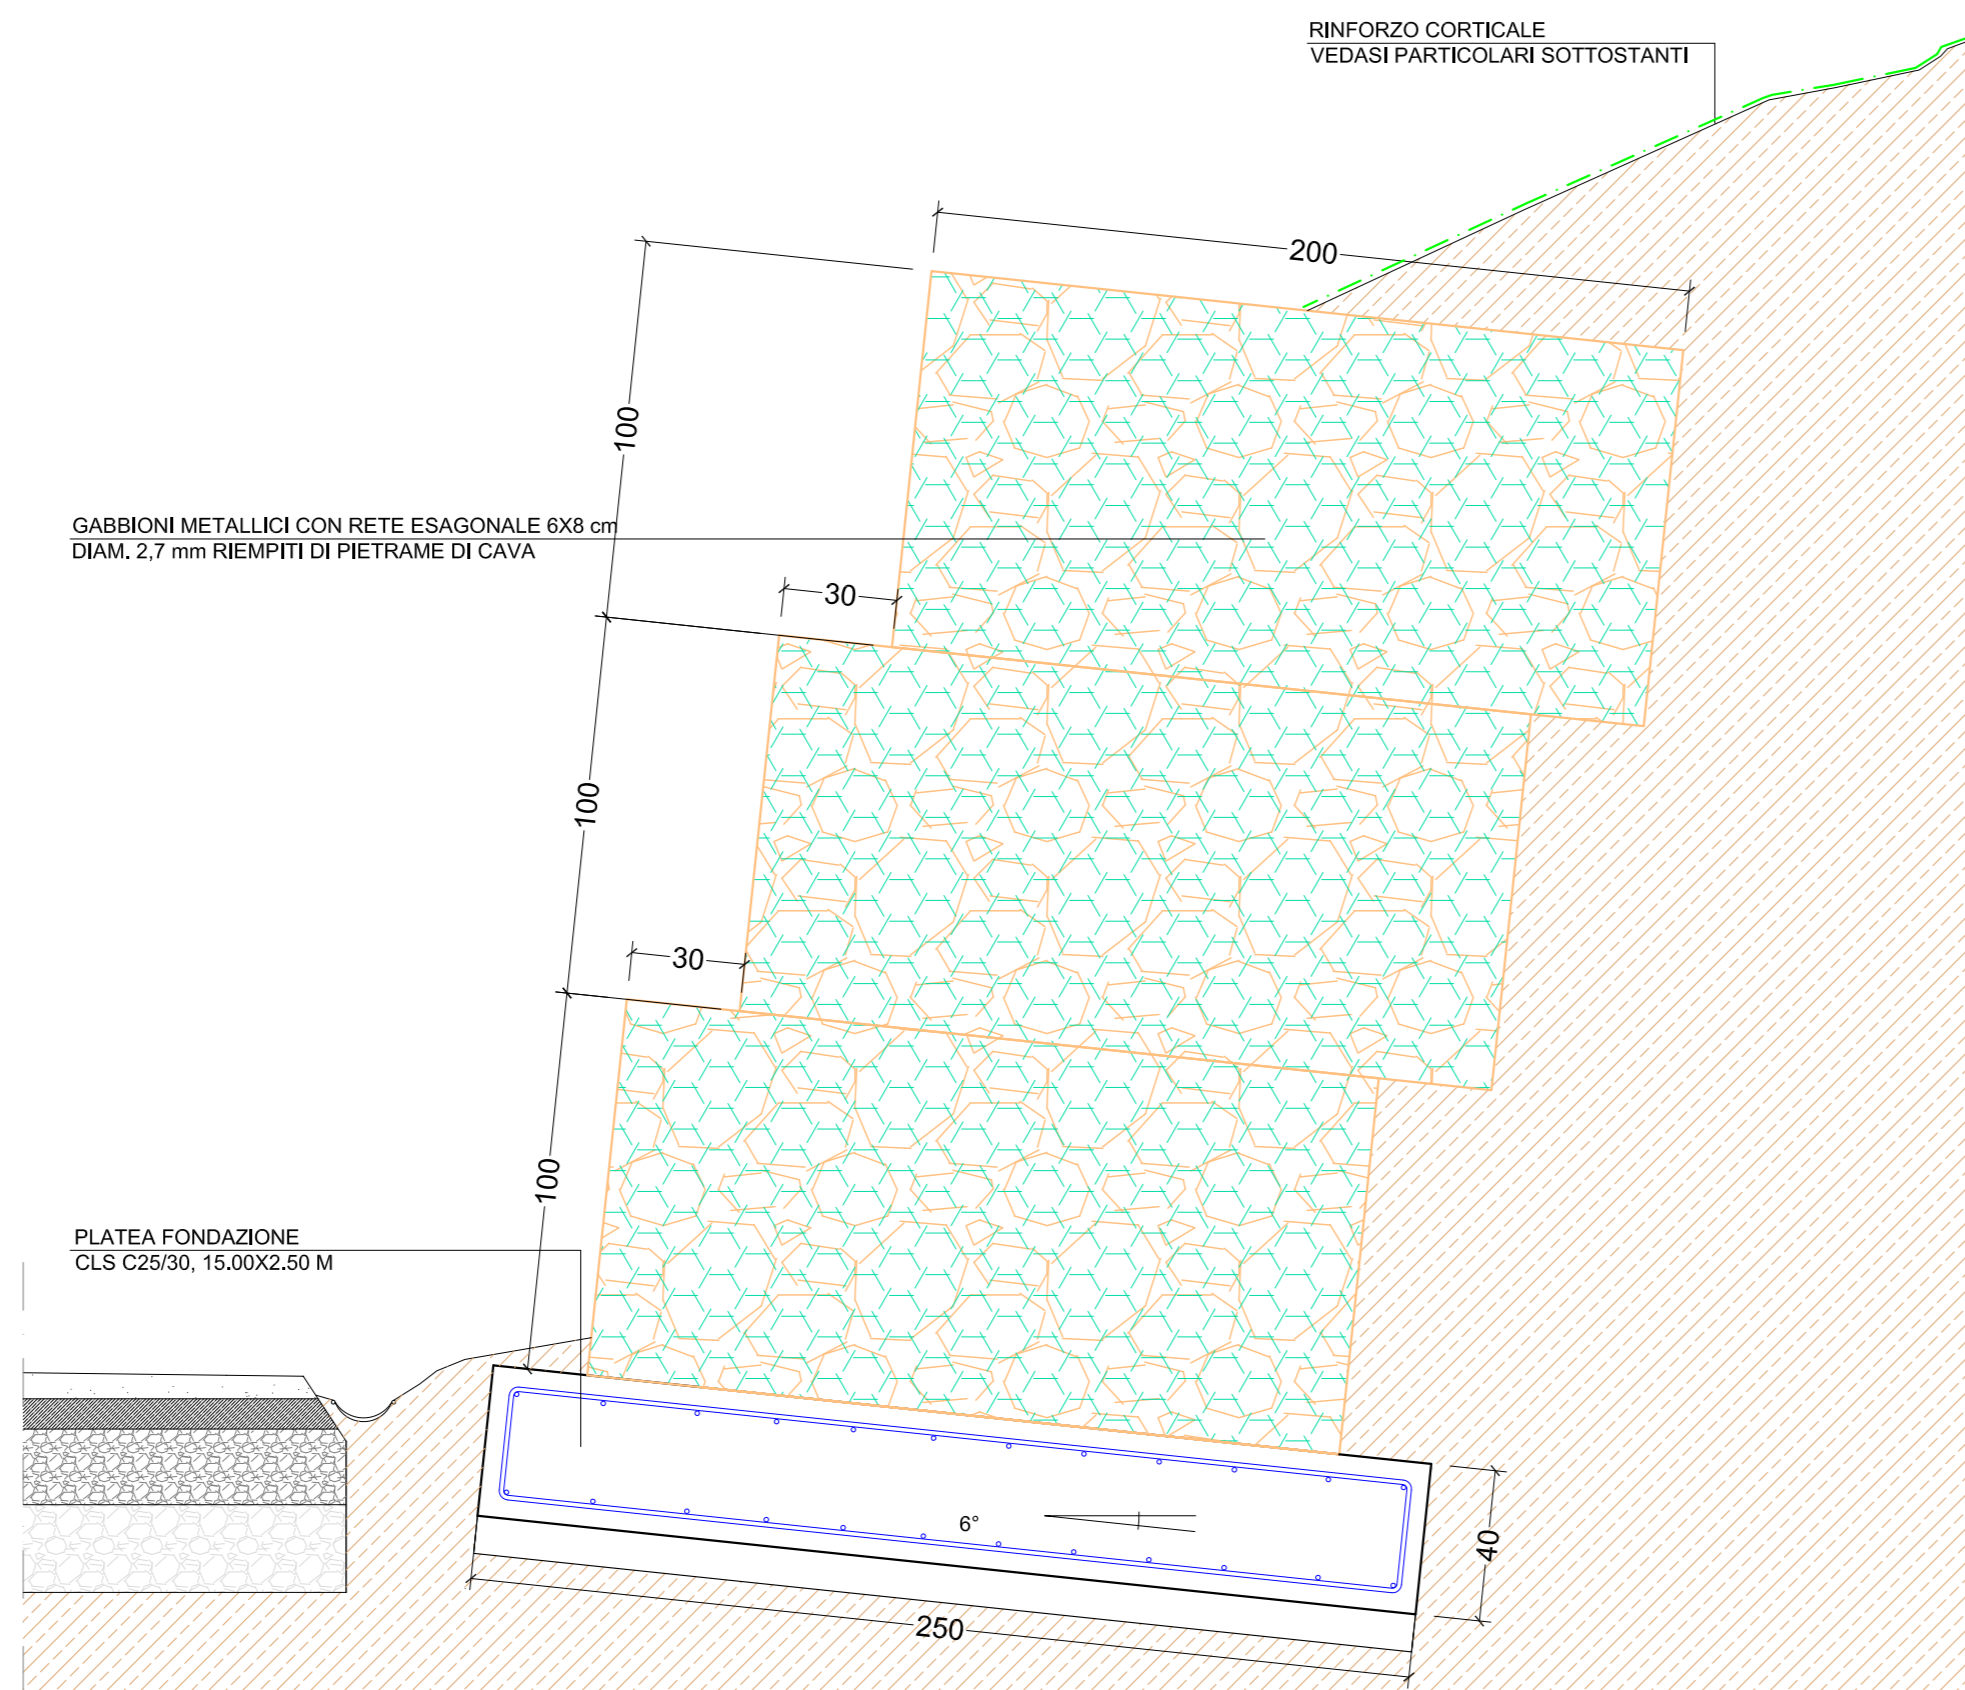 RINFORZO CORTICALE
VEDASI PARTICOLARI SOTTOSTANTI
200
100
GABBIONI METALLICI CON RETE ESAGONALE 6X8 cm
DIAM. 2,7 mm RIEMPITI DI PIETRAME DI CAVA
30
100
30
100
PLATEA FONDAZIONE
CLS C25/30, 15.00X2.50 M
6°
40
250